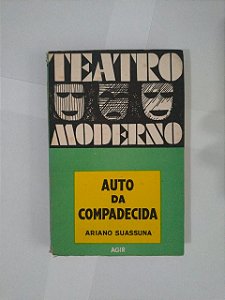 TEATRO
MODERNO
AUTO
DA
COMPADECIDA
ARIANO SUASSUNA
AGIR